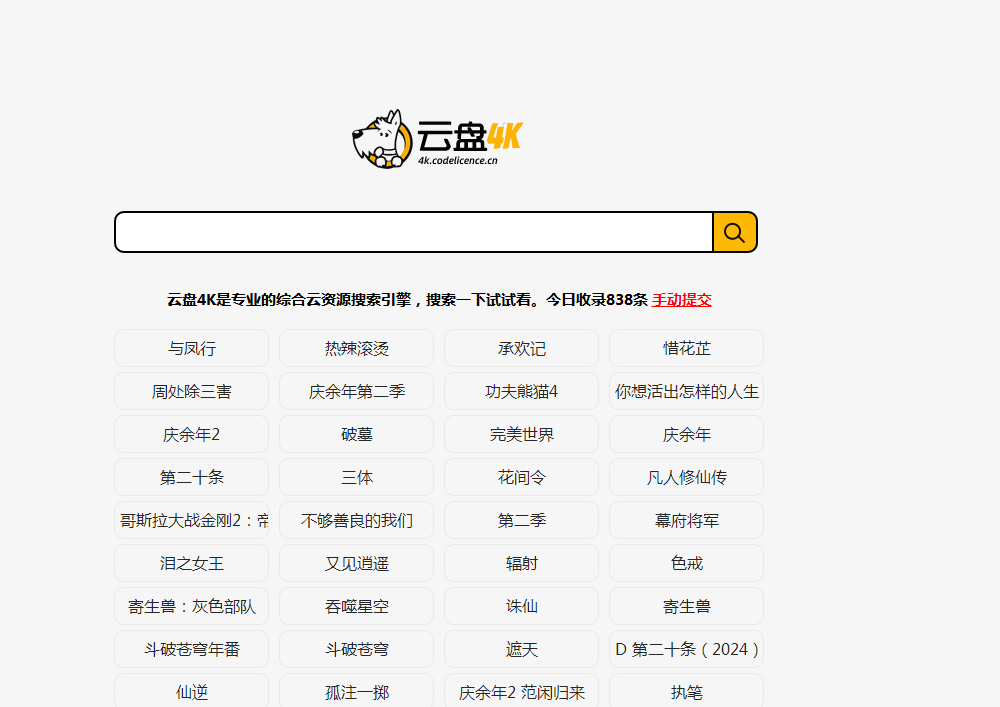 云盘4K
4k.codelicence.cn
云盘4K是专业的综合云资源搜索引擎，搜索一下试试看。今日收录838条 手动提交
与凤行 热辣滚烫 承欢记 惜花芷
周处除三害 庆余年第二季 功夫熊猫4 你想活出怎样的人生
庆余年2 破墓 完美世界 庆余年
第二十条 三体 花间令 凡人修仙传
哥斯拉大战金刚2：帝 不够善良的我们 第二季 幕府将军
泪之女王 又见逍遥 辐射 色戒
寄生兽：灰色部队 吞噬星空 诛仙 寄生兽
斗破苍穹年番 斗破苍穹 遮天 D 第二十条（2024）
仙逆 孤注一掷 庆余年2 范闲归来 执笔